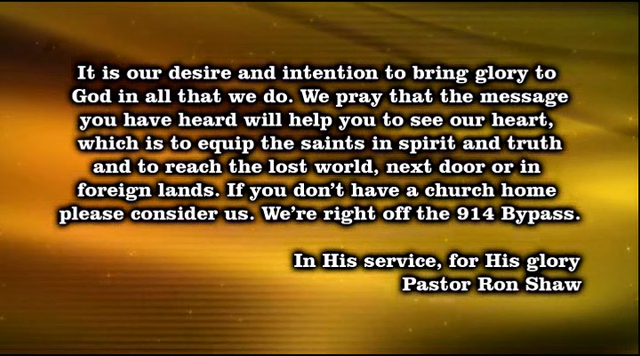 It is our desire and intention to bring glory to
God in all that we do. We pray that the message
you have heard will help you to see our heart,
which is to equip the saints in spirit and truth
and to reach the lost world, next door or in
foreign lands. If you don't have a church home
please consider us. We're right off the 914 Bypass.
In His service, for His glory
Pastor Ron Shaw